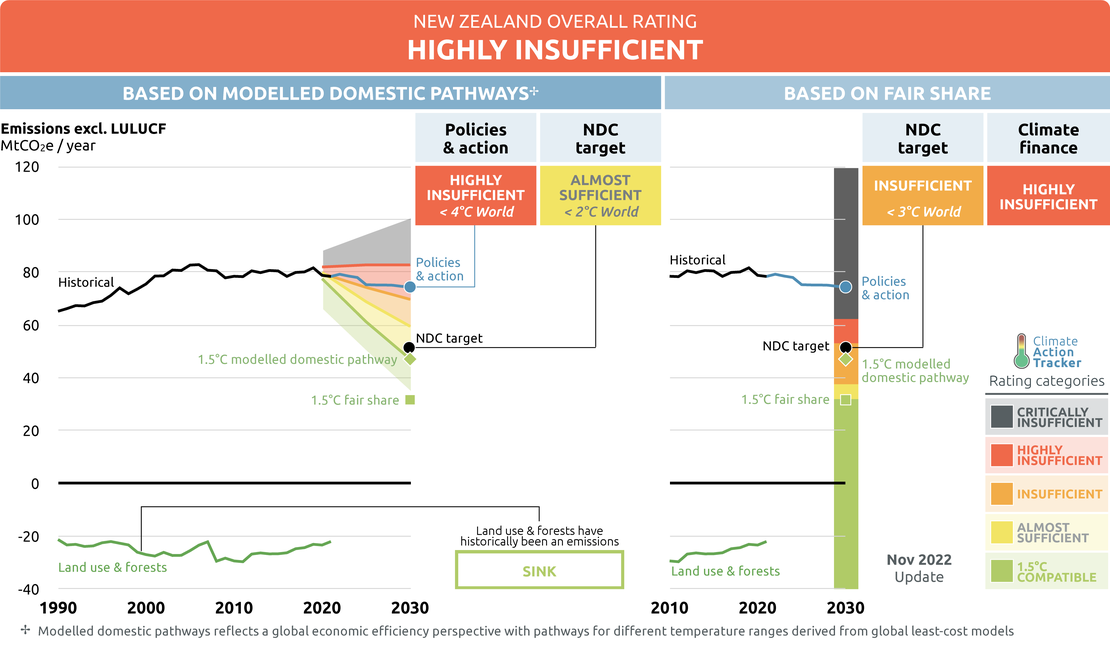 NEW ZEALAND OVERALL RATING
HIGHLY INSUFFICIENT
BASED ON MODELLED DOMESTIC PATHWAYS✢
BASED ON FAIR SHARE
Emissions excl. LULUCF
MtCO₂e / year
Policies
& action
NDC
target
NDC
target
Climate
finance
HIGHLY
INSUFFICIENT
< 4°C World
ALMOST
SUFFICIENT
< 2°C World
INSUFFICIENT
< 3°C World
HIGHLY
INSUFFICIENT
120
100
80
60
40
20
0
-20
-40
Historical
Policies
& action
NDC target
1.5°C modelled domestic pathway
1.5°C fair share
Land use & forests have
historically been an emissions
SINK
Land use & forests
1990
2000
2010
2020
2030
Historical
Policies
& action
NDC target
1.5°C modelled
domestic pathway
1.5°C fair share
Land use & forests
2010
2020
2030
Climate
Action
Tracker
Rating categories
CRITICALLY
INSUFFICIENT
HIGHLY
INSUFFICIENT
INSUFFICIENT
ALMOST
SUFFICIENT
1.5°C
COMPATIBLE
Nov 2022
Update
✢ Modelled domestic pathways reflects a global economic efficiency perspective with pathways for different temperature ranges derived from global least-cost models